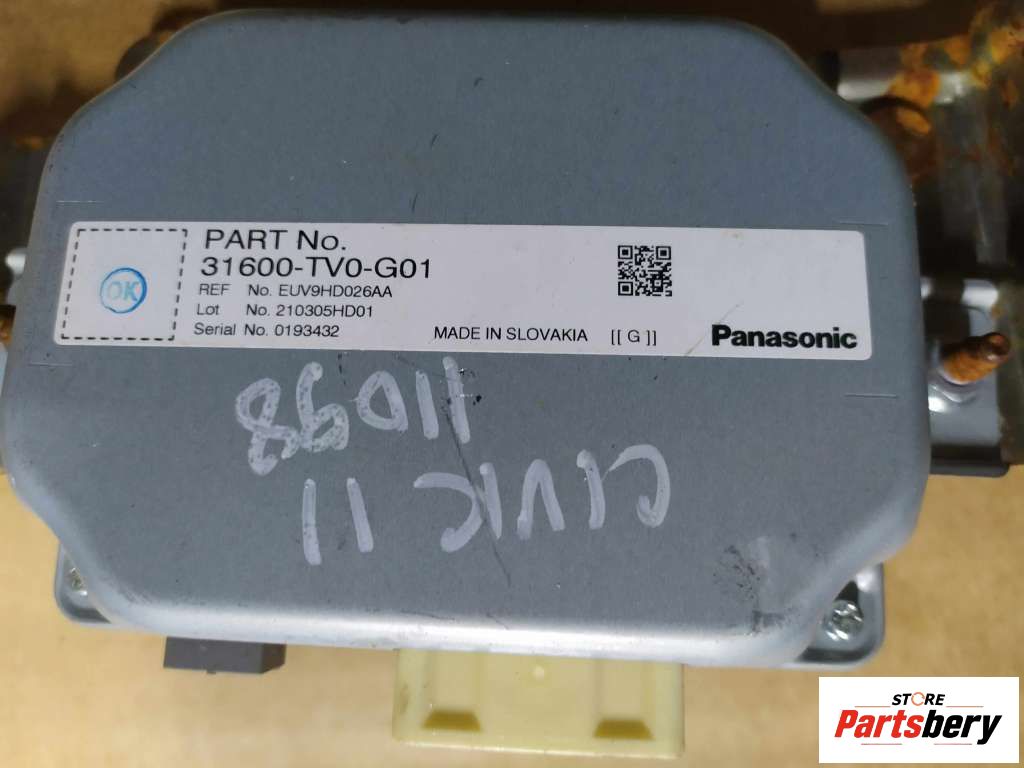 PART No.
31600-TV0-G01
REF No. EUV9HD026AA
Lot No. 210305HD01
Serial No. 0193432
MADE IN SLOVAKIA [[ G ]]
Panasonic
OK
CIVIC 11
STORE
Partsbery